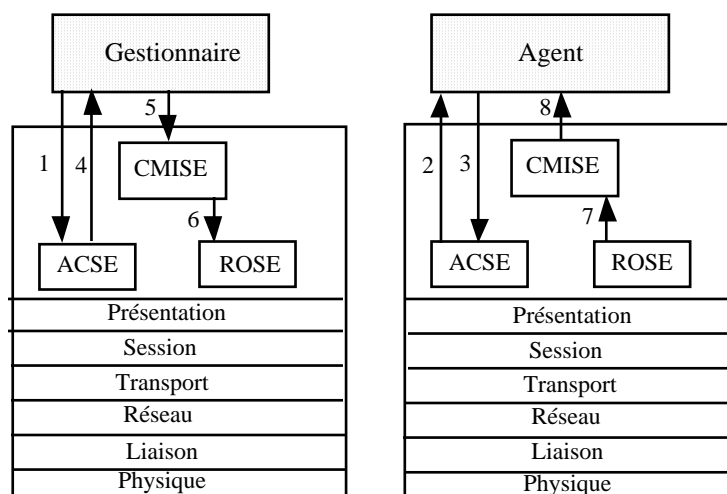 Gestionnaire
Agent
5
8
1
4
CMISE
2
3
CMISE
6
7
ACSE
ROSE
ACSE
ROSE
Présentation
Présentation
Session
Session
Transport
Transport
Réseau
Réseau
Liaison
Liaison
Physique
Physique